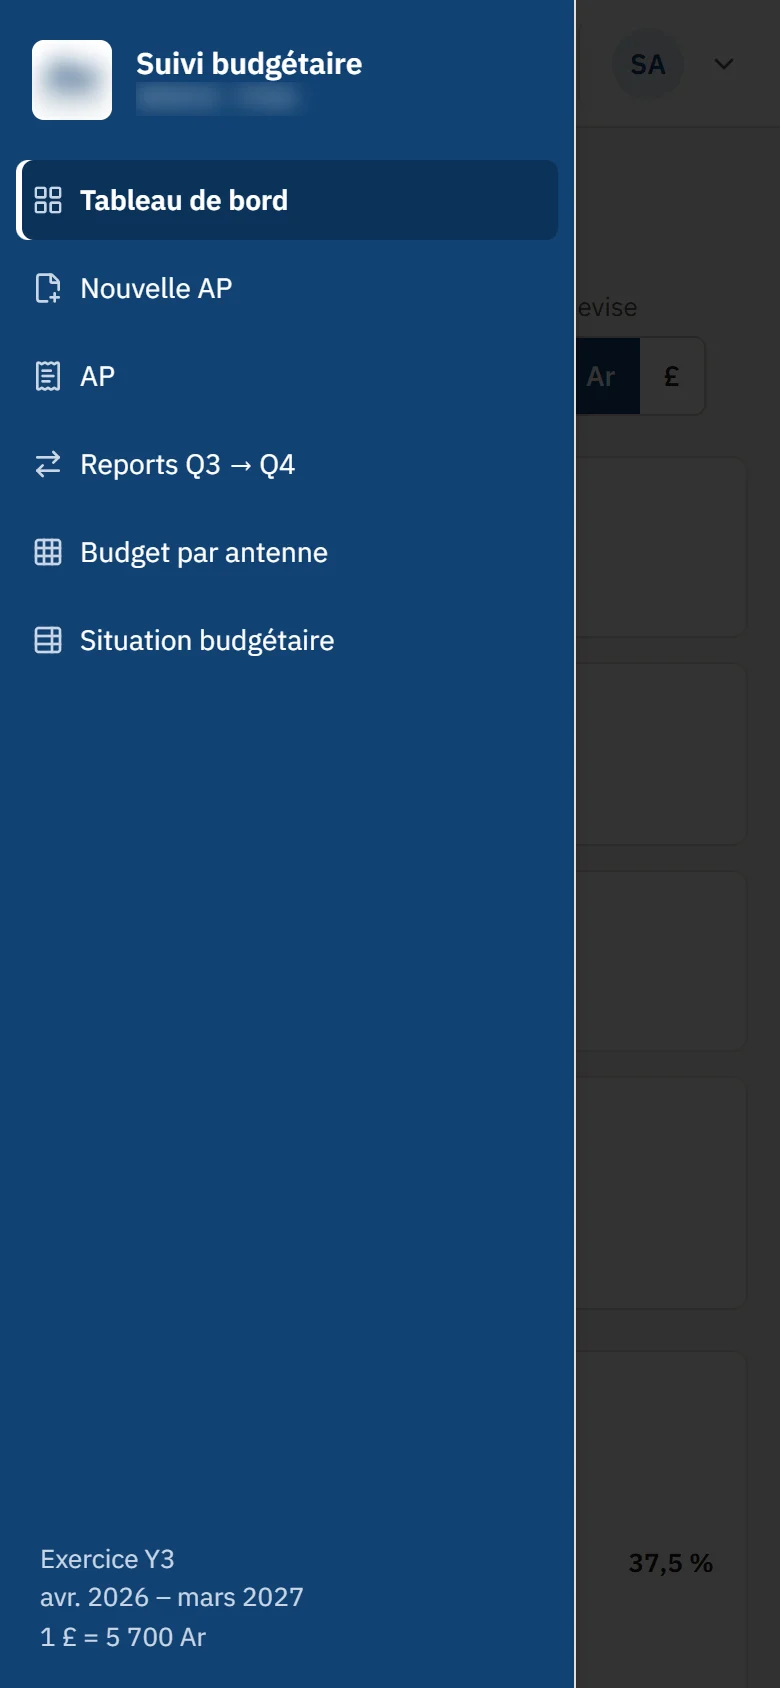 Suivi budgétaire
SA
Tableau de bord
Nouvelle AP
evise
AP
Ar
£
Reports Q3 → Q4
Budget par antenne
Situation budgétaire
Exercice Y3
37,5 %
avr. 2026 – mars 2027
1 £ = 5 700 Ar